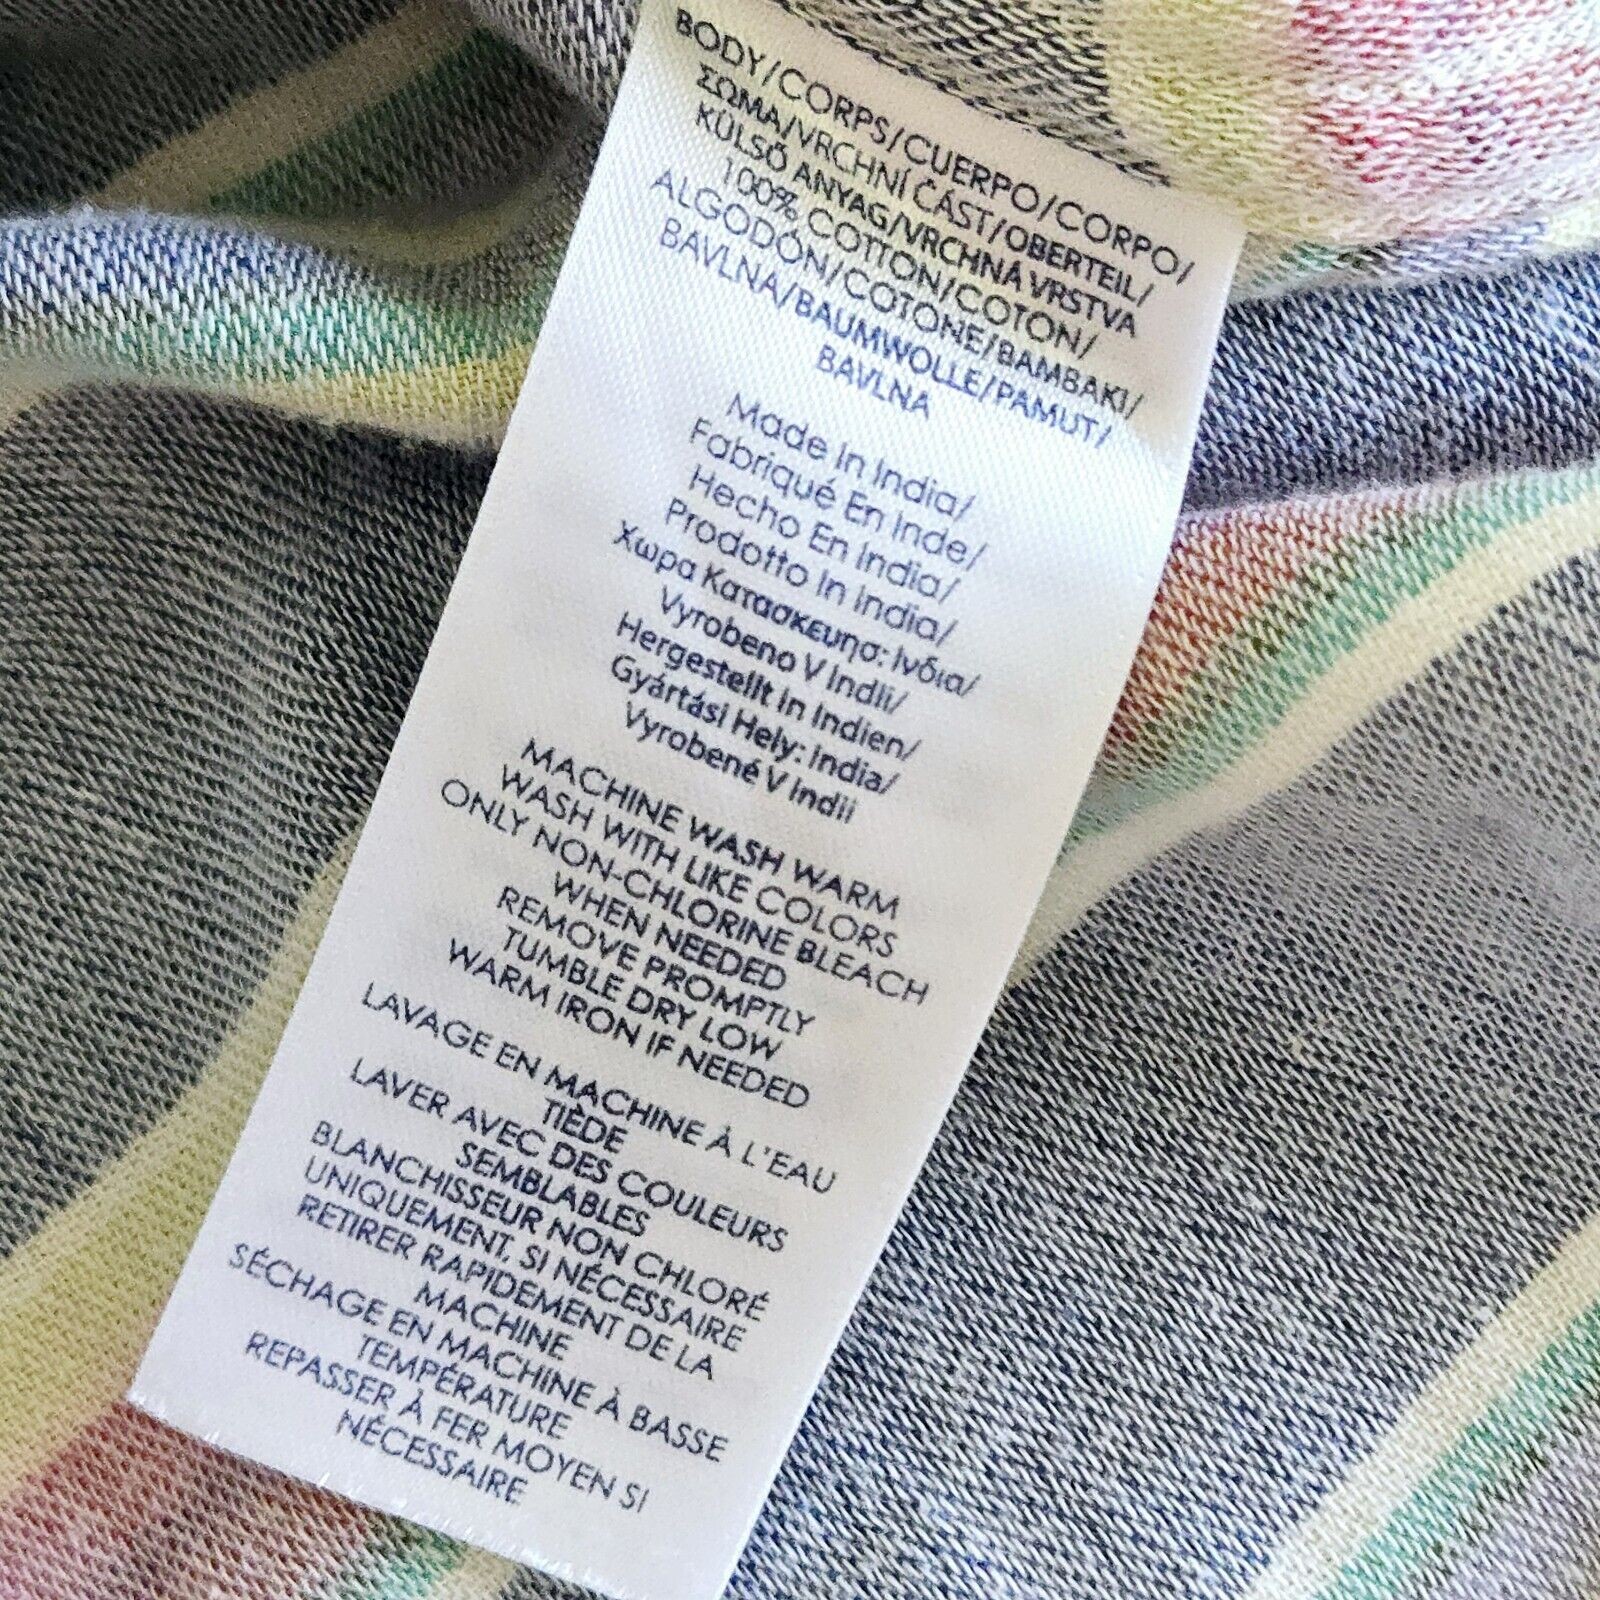 BODY/CORPS/CUERPO/CORPO/
ΣΩΜΑ/VRCHNÍ ČÁST/OBERTEIL/
KÜLSŐ ANYAG/VRCHNÁ VRSTVA
100% COTTON/COTON/
ALGODÓN/COTONE/BAMBAKI/
BAVLNA/BAUMWOLLE/PAMUT/
BAVLNA
Made In India/
Fabriqué En Inde/
Hecho En India/
Prodotto In India/
Χωρα Κατασκευης: Ινδια/
Vyrobeno V Indii/
Hergestellt In Indien/
Gyártási Hely: India/
Vyrobené V Indii
MACHINE WASH WARM
WASH WITH LIKE COLORS
ONLY NON-CHLORINE BLEACH
WHEN NEEDED
REMOVE PROMPTLY
TUMBLE DRY LOW
WARM IRON IF NEEDED
LAVAGE EN MACHINE À L'EAU
TIÈDE
LAVER AVEC DES COULEURS
SEMBLABLES
BLANCHISSEUR NON CHLORÉ
UNIQUEMENT, SI NÉCESSAIRE
RETIRER RAPIDEMENT DE LA
MACHINE
SÉCHAGE EN MACHINE À BASSE
TEMPÉRATURE
REPASSER À FER MOYEN SI
NÉCESSAIRE